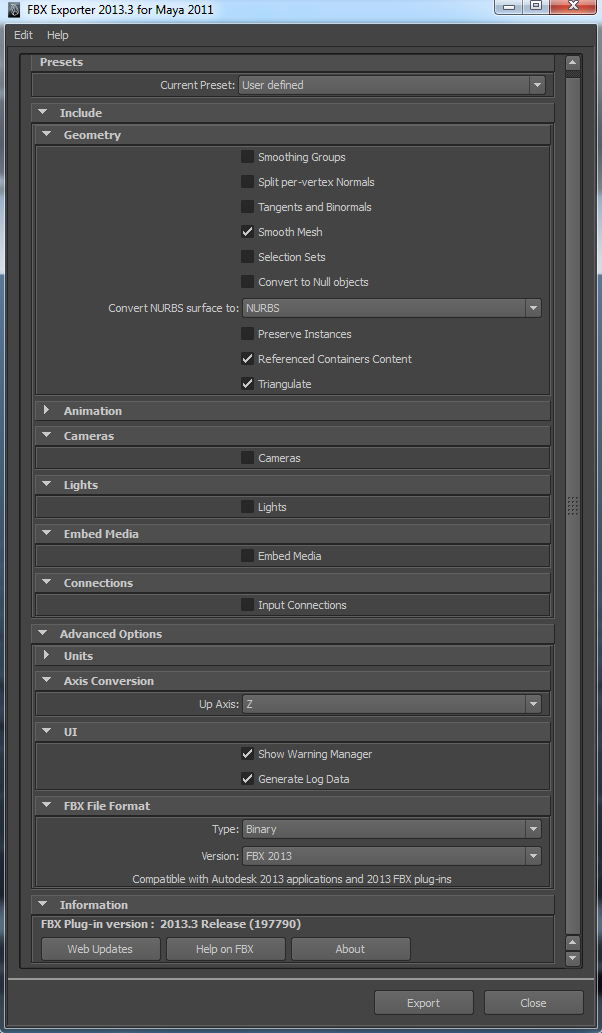 FBX Exporter 2013.3 for Maya 2011
Edit Help
Presets
Current Preset: User defined
Include
Geometry
Smoothing Groups
Split per-vertex Normals
Tangents and Binormals
Smooth Mesh
Selection Sets
Convert to Null objects
Convert NURBS surface to: NURBS
Preserve Instances
Referenced Containers Content
Triangulate
Animation
Cameras
Cameras
Lights
Lights
Embed Media
Embed Media
Connections
Input Connections
Advanced Options
Units
Axis Conversion
Up Axis: Z
UI
Show Warning Manager
Generate Log Data
FBX File Format
Type: Binary
Version: FBX 2013
Compatible with Autodesk 2013 applications and 2013 FBX plug-ins
Information
FBX Plug-in version : 2013.3 Release (197790)
Web Updates Help on FBX About
Export Close